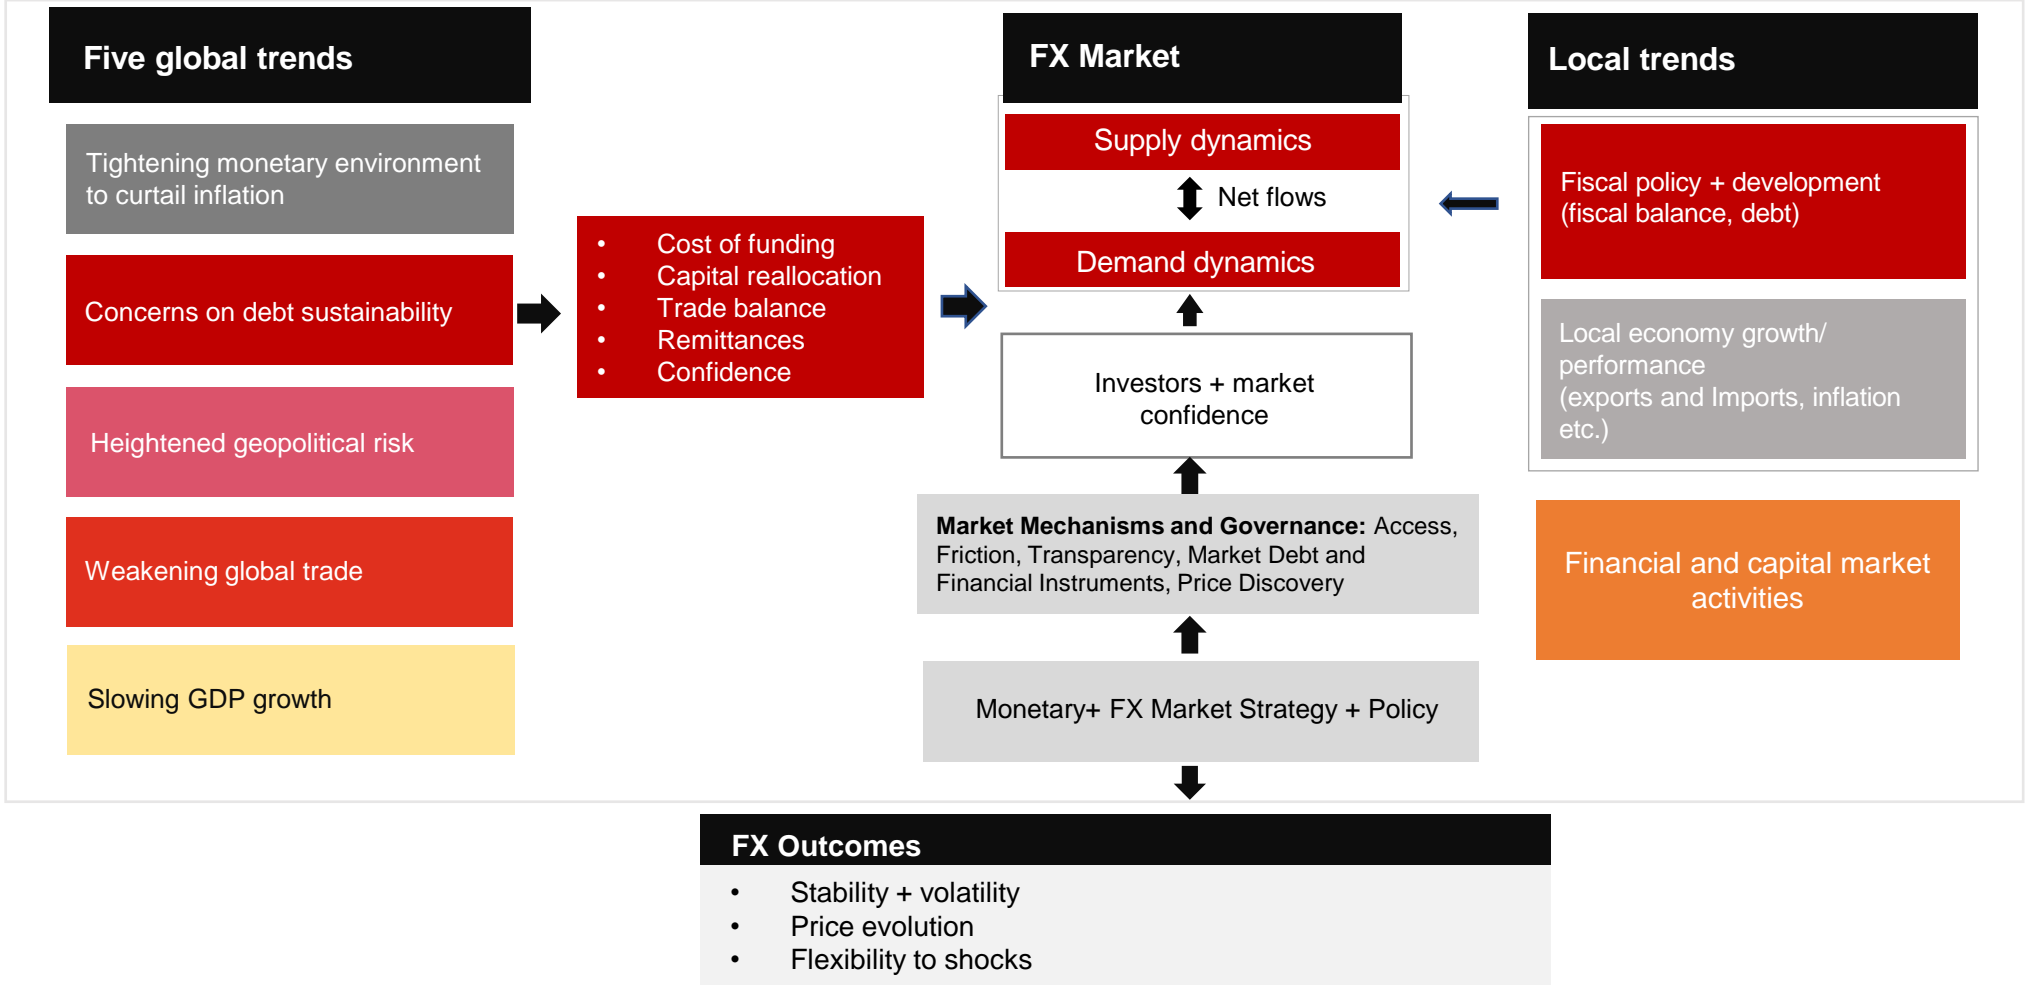 Five global trends
Tightening monetary environment
to curtail inflation
Concerns on debt sustainability
Heightened geopolitical risk
Weakening global trade
Slowing GDP growth
• Cost of funding
• Capital reallocation
• Trade balance
• Remittances
• Confidence
FX Market
Supply dynamics
Net flows
Demand dynamics
Investors + market
confidence
Market Mechanisms and Governance: Access,
Friction, Transparency, Market Debt and
Financial Instruments, Price Discovery
Monetary+ FX Market Strategy + Policy
Local trends
Fiscal policy + development
(fiscal balance, debt)
Local economy growth/
performance
(exports and Imports, inflation
etc.)
Financial and capital market
activities
FX Outcomes
• Stability + volatility
• Price evolution
• Flexibility to shocks